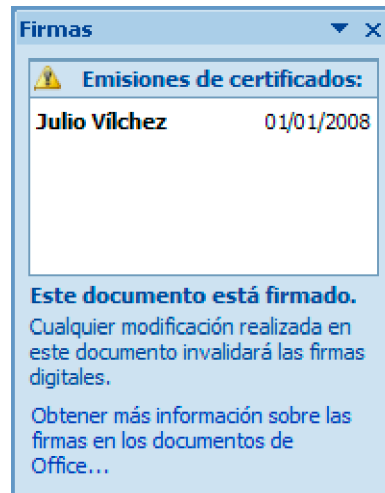 Firmas
Emisiones de certificados:
Julio Vílchez 01/01/2008
Este documento está firmado.
Cualquier modificación realizada en
este documento invalidará las firmas
digitales.
Obtener más información sobre las
firmas en los documentos de
Office...